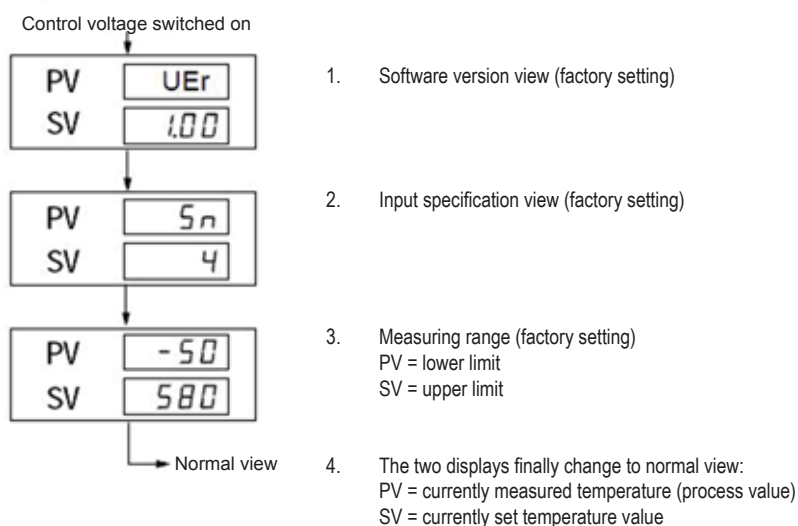 Control voltage switched on
PV UEr
SV 1.00
1. Software version view (factory setting)
PV Sn
SV 4
2. Input specification view (factory setting)
PV -50
SV 580
3. Measuring range (factory setting)
PV = lower limit
SV = upper limit
Normal view
4. The two displays finally change to normal view:
PV = currently measured temperature (process value)
SV = currently set temperature value